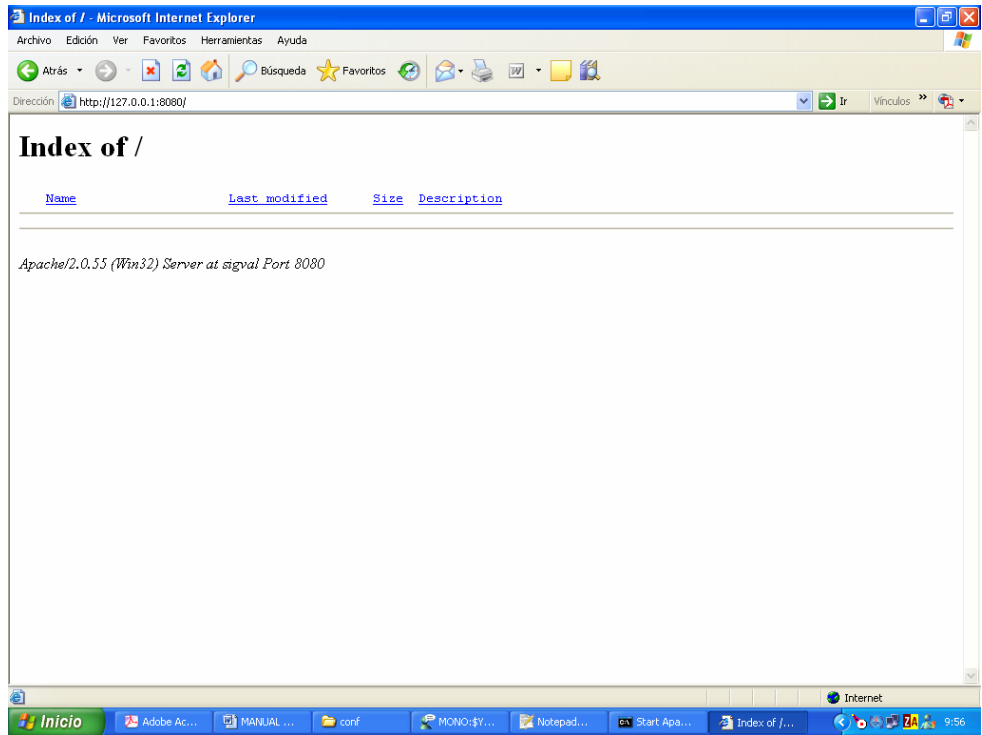 Index of / - Microsoft Internet Explorer
Archivo Edición Ver Favoritos Herramientas Ayuda
Atrás Búsqueda Favoritos
Dirección http://127.0.0.1:8080/ Ir Vínculos »
Index of /
Name Last modified Size Description
Apache/2.0.55 (Win32) Server at sigval Port 8080
Internet
Inicio Adobe Ac... MANUAL ... conf MONO:$Y... Notepad... Start Apa... Index of /... ZA 9:56